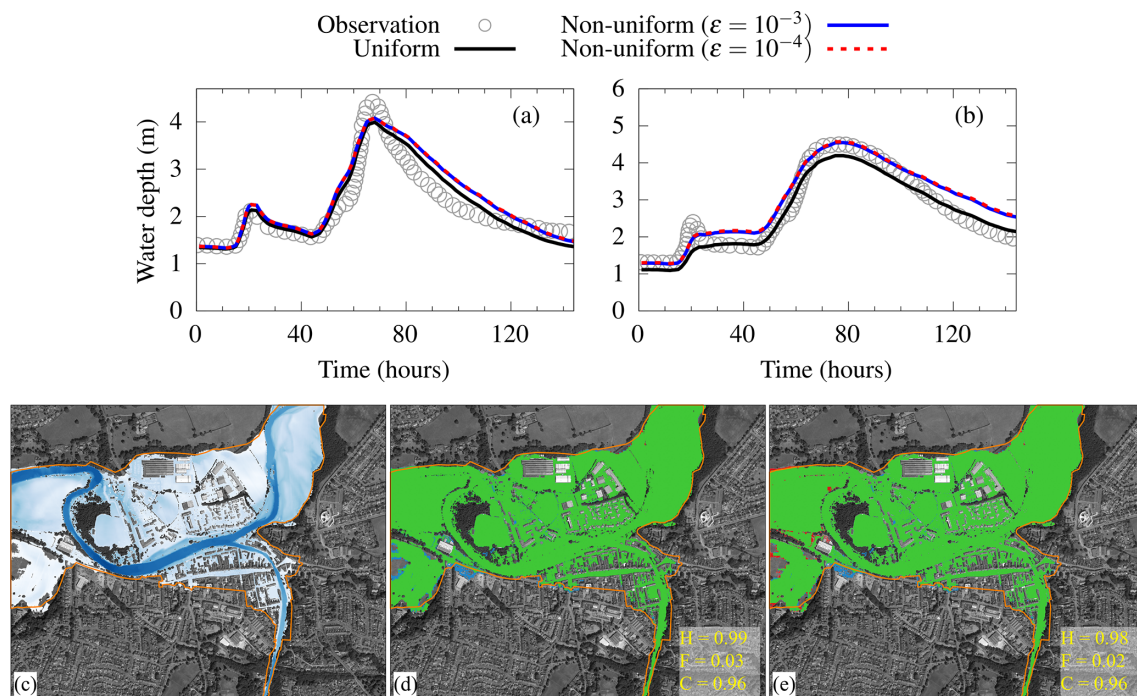 Observation
Uniform
Non-uniform (ε = 10⁻³)
Non-uniform (ε = 10⁻⁴)
Water depth (m)
4
3
2
1
0
(a)
0 40 80 120
Time (hours)
6
5
4
3
2
1
0
(b)
0 40 80 120
Time (hours)
(c)
(d)
H = 0.99
F = 0.03
C = 0.96
(e)
H = 0.98
F = 0.02
C = 0.96